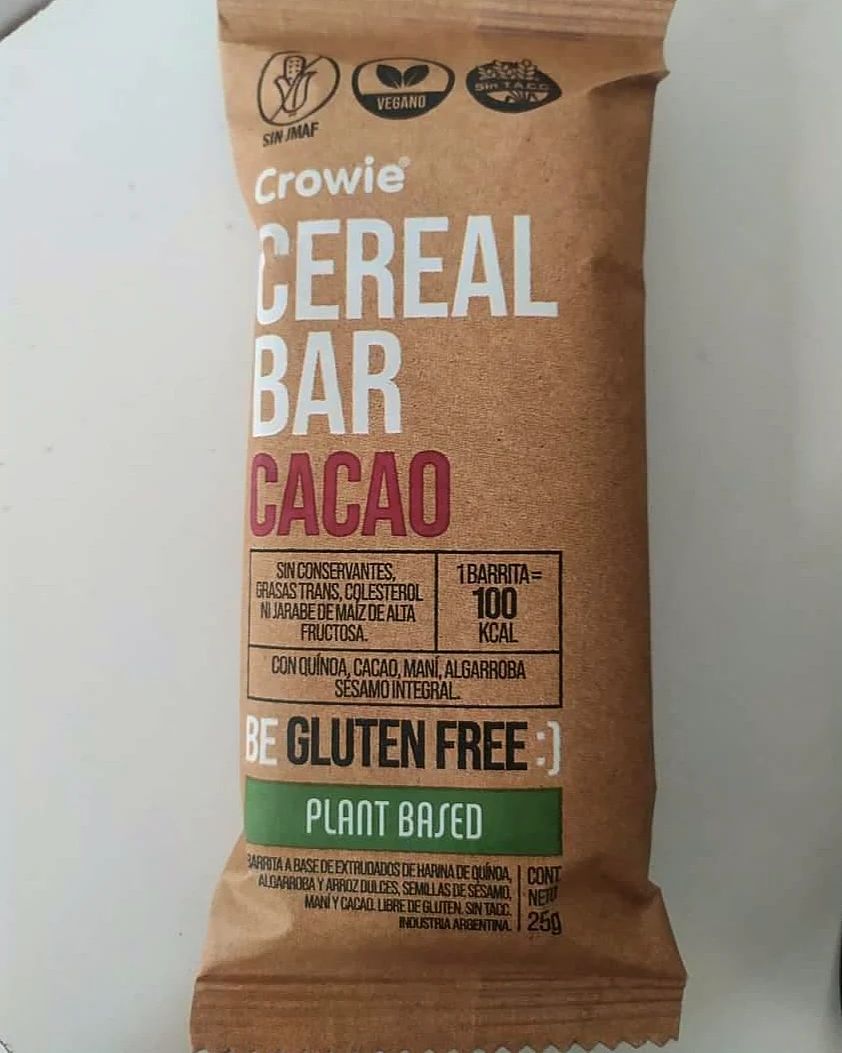 SIN JMAF
VEGANO
Sin T.A.C.C.
Crowie®
CEREAL
BAR
CACAO
SIN CONSERVANTES,
GRASAS TRANS, COLESTEROL
NI JARABE DE MAÍZ DE ALTA
FRUCTOSA.
1 BARRITA =
100
KCAL
CON QUÍNOA, CACAO, MANÍ, ALGARROBA
SÉSAMO INTEGRAL.
BE GLUTEN FREE :)
PLANT BASED
BARRITA A BASE DE EXTRUDADOS DE HARINA DE QUÍNOA,
ALGARROBA Y ARROZ DULCES, SEMILLAS DE SÉSAMO,
MANÍ Y CACAO. LIBRE DE GLUTEN. SIN TACC.
INDUSTRIA ARGENTINA.
CONT.
NETO
25g